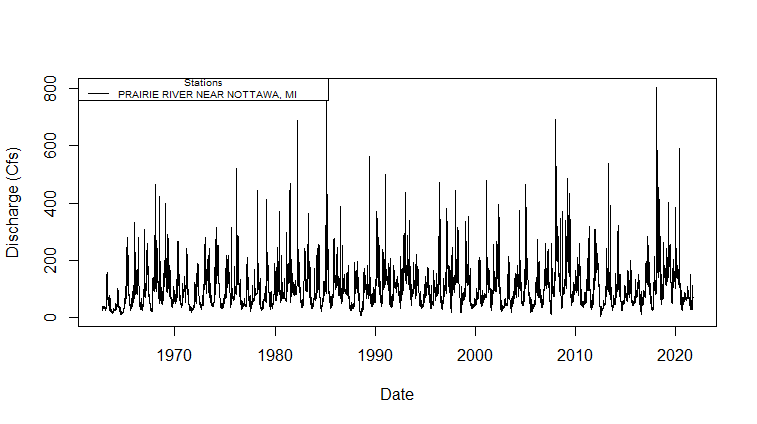 Stations
PRAIRIE RIVER NEAR NOTTAWA, MI
Discharge (Cfs)
800
600
400
200
0
1970 1980 1990 2000 2010 2020
Date